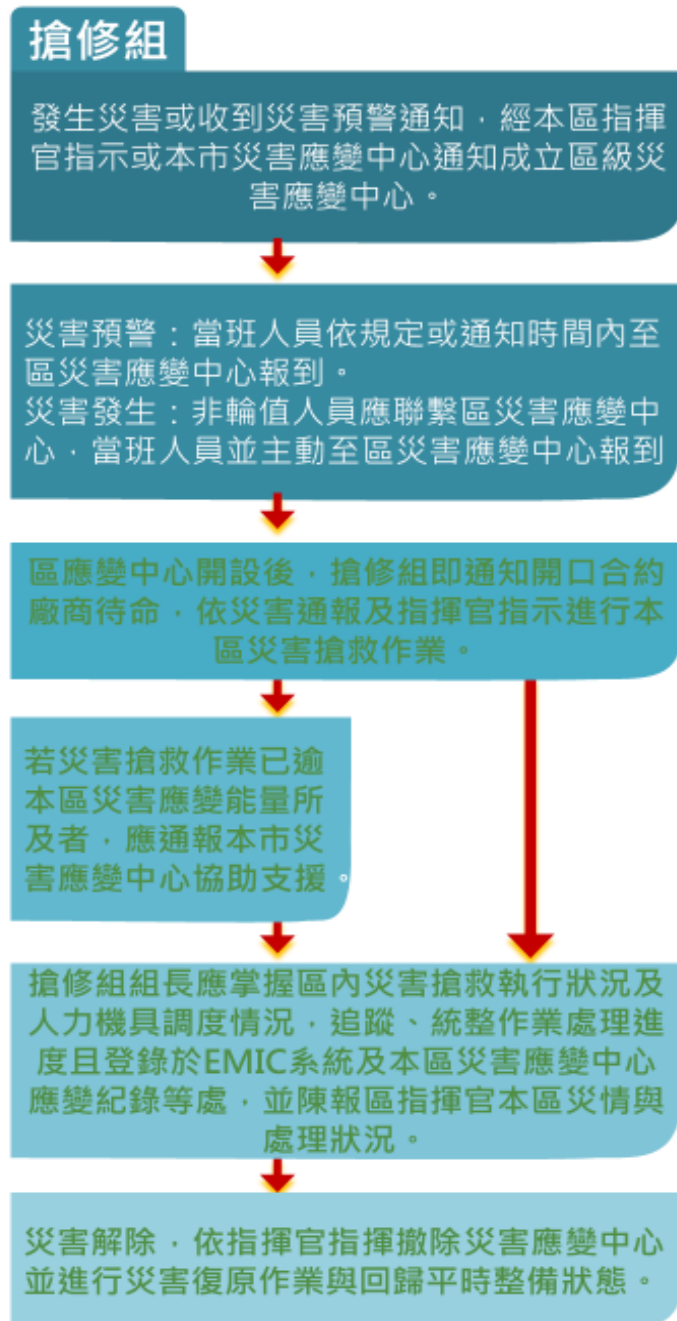 搶修組
發生災害或收到災害預警通知，經本區指揮
官指示或本市災害應變中心通知成立區級災
害應變中心。
災害預警：當班人員依規定或通知時間內至
區災害應變中心報到。
災害發生：非輪值人員應聯繫區災害應變中
心，當班人員並主動至區災害應變中心報到
區應變中心開設後，搶修組即通知開口合約
廠商待命，依災害通報及指揮官指示進行本
區災害搶救作業。
若災害搶救作業已逾
本區災害應變能量所
及者，應通報本市災
害應變中心協助支援。
搶修組組長應掌握區內災害搶救執行狀況及
人力機具調度情況，追蹤、統整作業處理進
度且登錄於EMIC系統及本區災害應變中心
應變紀錄等處，並陳報區指揮官本區災情與
處理狀況。
災害解除，依指揮官指揮撤除災害應變中心
並進行災害復原作業與回歸平時整備狀態。